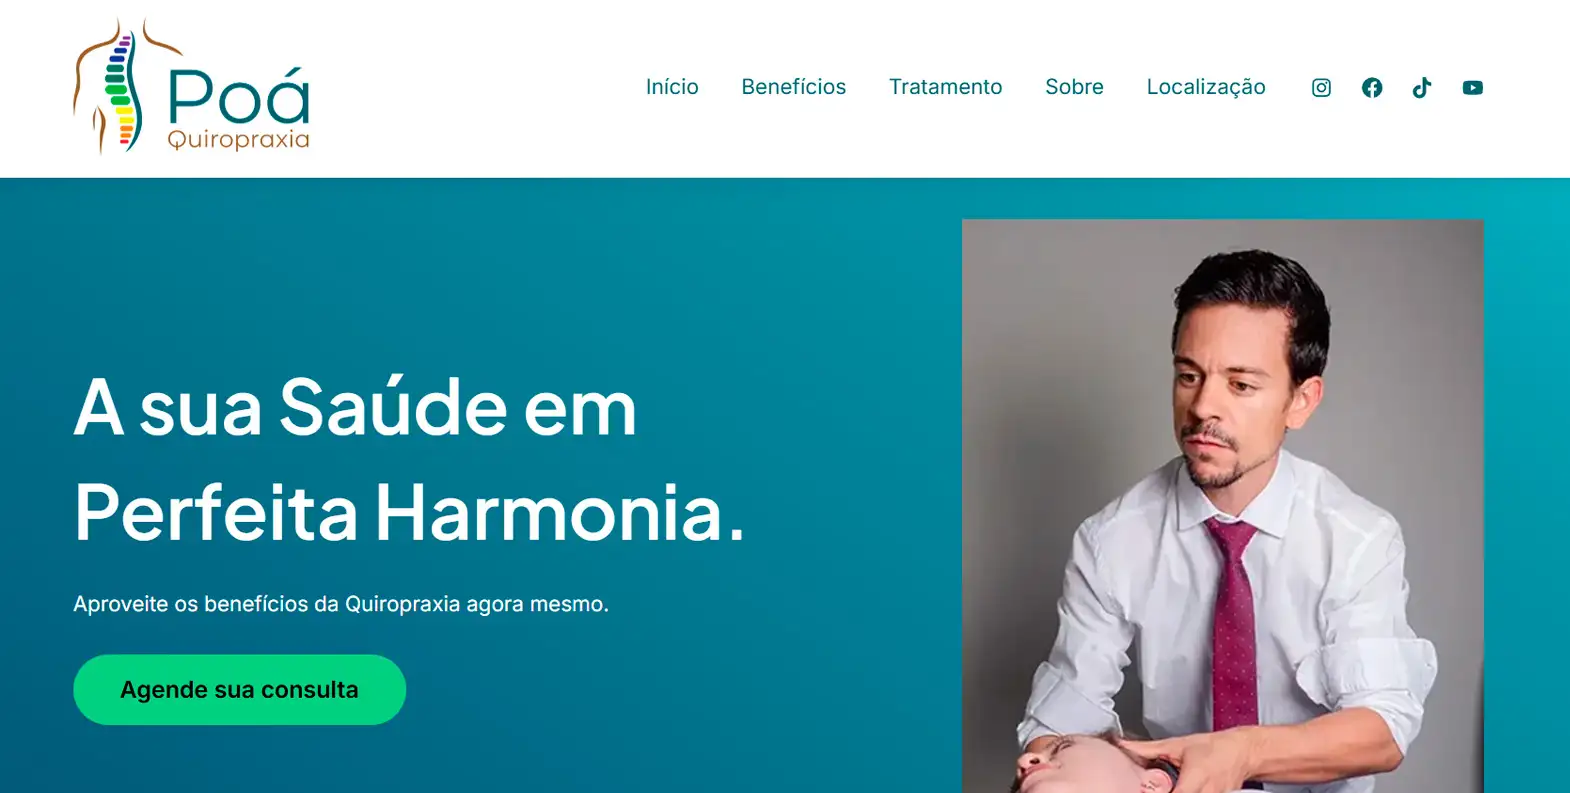 Poá
Quiropraxia
Início Benefícios Tratamento Sobre Localização
A sua Saúde em
Perfeita Harmonia.
Aproveite os benefícios da Quiropraxia agora mesmo.
Agende sua consulta